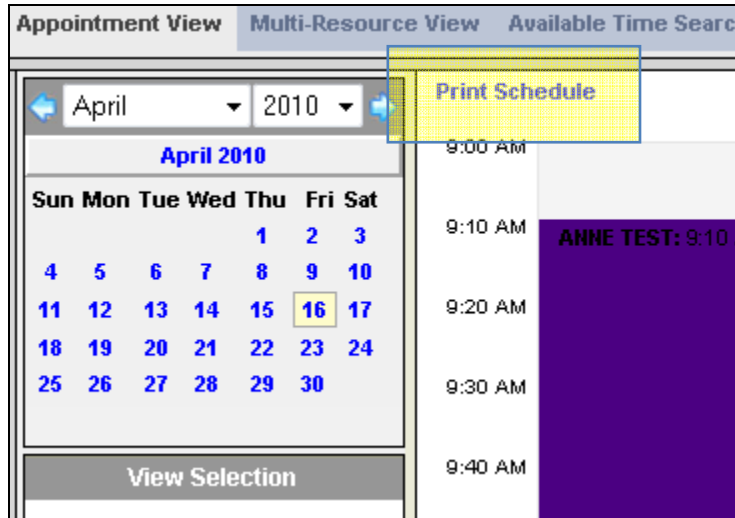 Appointment View Multi-Resource View Available Time Searc
April 2010
Print Schedule
April 2010
Sun Mon Tue Wed Thu Fri Sat
1 2 3
4 5 6 7 8 9 10
11 12 13 14 15 16 17
18 19 20 21 22 23 24
25 26 27 28 29 30
View Selection
9:00 AM
9:10 AM
ANNE TEST: 9:10
9:20 AM
9:30 AM
9:40 AM